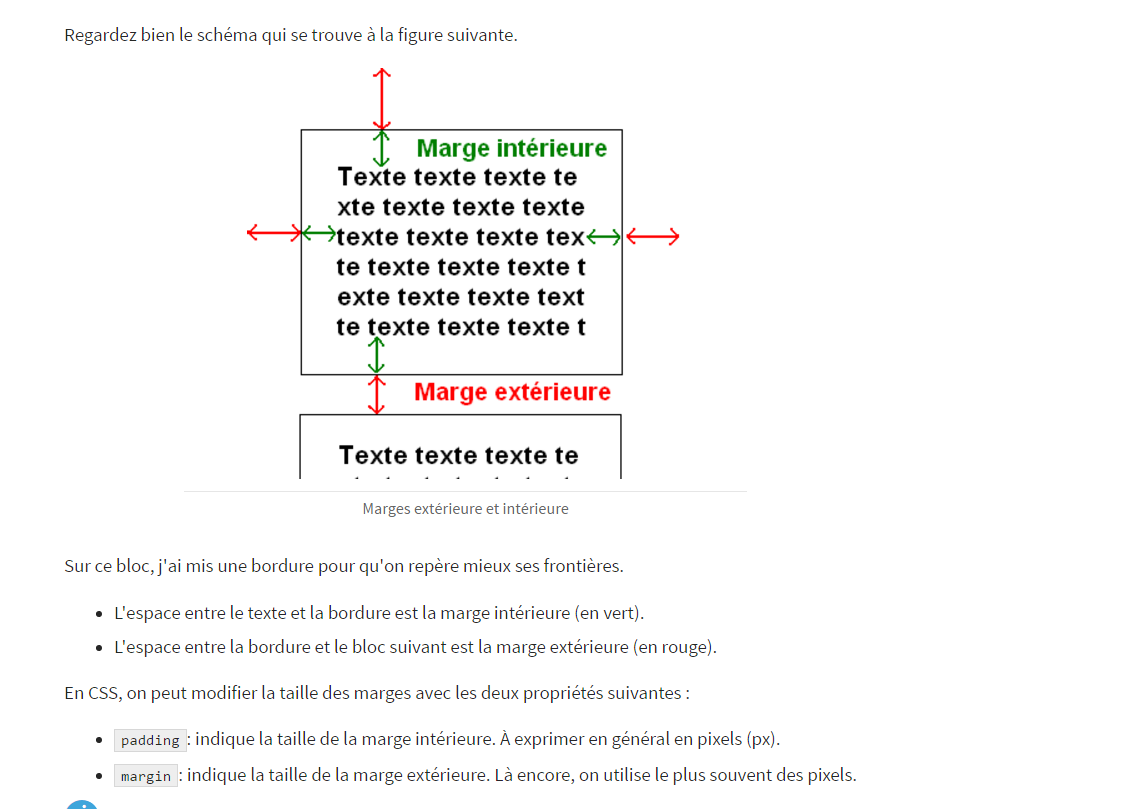 Regardez bien le schéma qui se trouve à la figure suivante.
Marge intérieure
Texte texte texte te
xte texte texte texte
texte texte texte tex
te texte texte texte t
exte texte texte text
te texte texte texte t
Marge extérieure
Texte texte texte te
Marges extérieure et intérieure
Sur ce bloc, j'ai mis une bordure pour qu'on repère mieux ses frontières.
• L'espace entre le texte et la bordure est la marge intérieure (en vert).
• L'espace entre la bordure et le bloc suivant est la marge extérieure (en rouge).
En CSS, on peut modifier la taille des marges avec les deux propriétés suivantes :
• padding : indique la taille de la marge intérieure. À exprimer en général en pixels (px).
• margin : indique la taille de la marge extérieure. Là encore, on utilise le plus souvent des pixels.